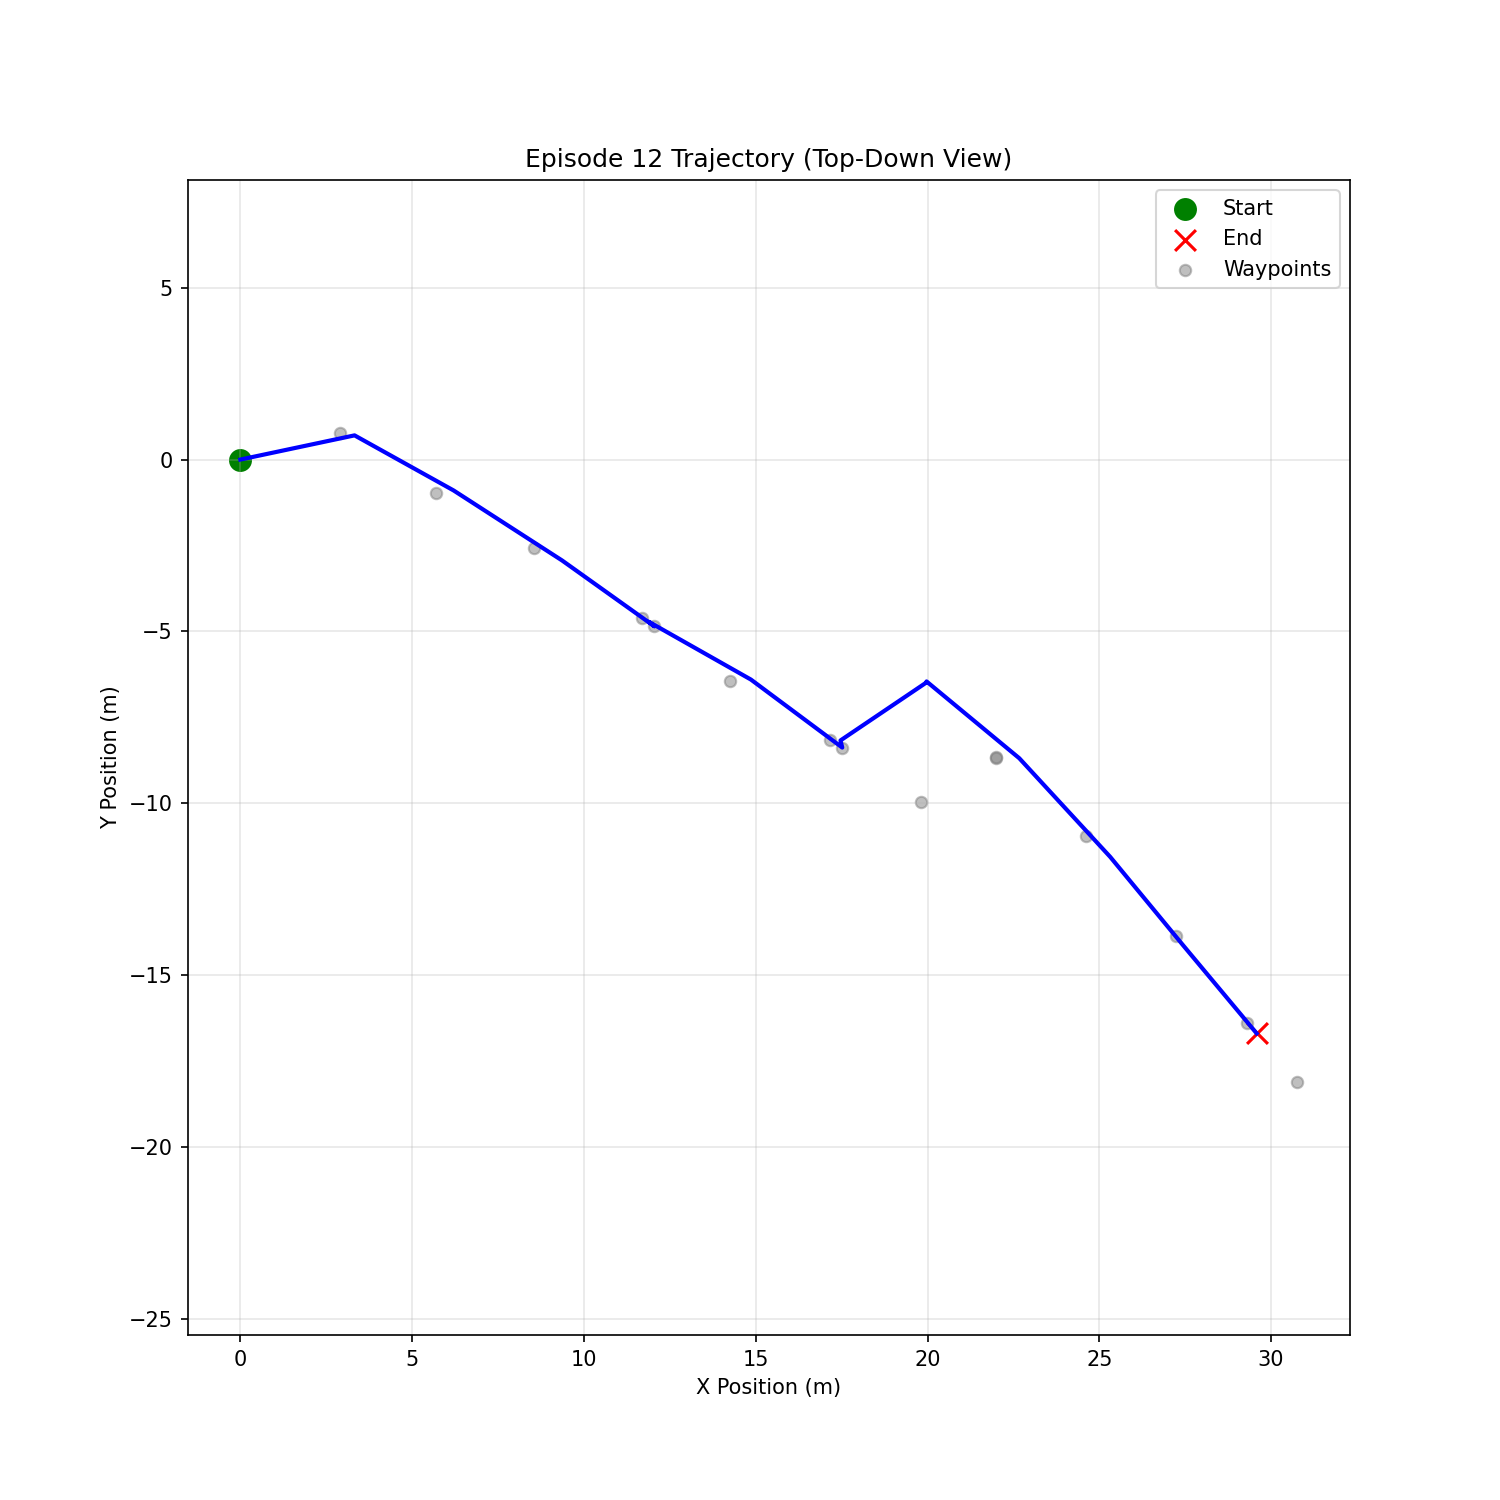 Episode 12 Trajectory (Top-Down View)
Start
End
Waypoints
5
0
−5
−10
−15
−20
−25
Y Position (m)
0 5 10 15 20 25 30
X Position (m)